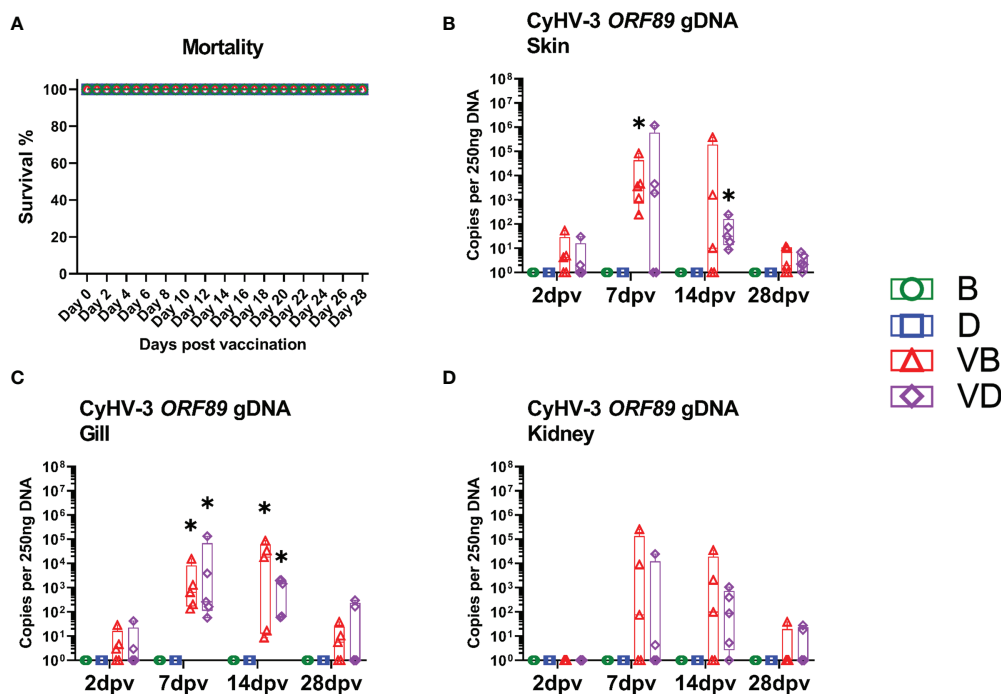 A
Mortality
Survival %
100
80
60
40
20
0
Day 0
Day 2
Day 4
Day 6
Day 8
Day 10
Day 12
Day 14
Day 16
Day 18
Day 20
Day 22
Day 24
Day 26
Day 28
Days post vaccination
B
CyHV-3 ORF89 gDNA
Skin
Copies per 250ng DNA
10⁸
10⁷
10⁶
10⁵
10⁴
10³
10²
10¹
10⁰
* *
2dpv 7dpv 14dpv 28dpv
B
D
VB
VD
C
CyHV-3 ORF89 gDNA
Gill
Copies per 250ng DNA
10⁸
10⁷
10⁶
10⁵
10⁴
10³
10²
10¹
10⁰
* * * *
2dpv 7dpv 14dpv 28dpv
D
CyHV-3 ORF89 gDNA
Kidney
Copies per 250ng DNA
10⁸
10⁷
10⁶
10⁵
10⁴
10³
10²
10¹
10⁰
2dpv 7dpv 14dpv 28dpv